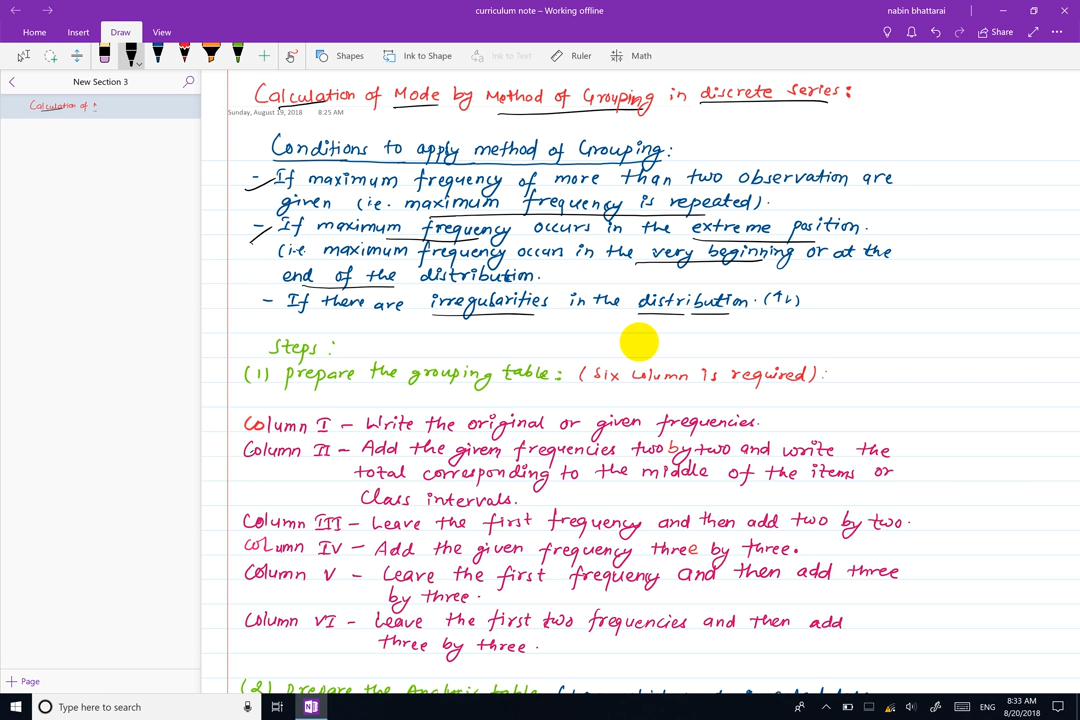 curriculum note – Working offline
nabin bhattarai
Home Insert Draw View
Share
Shapes Ink to Shape Ink to Text Ruler Math
New Section 3
Calculation of
Calculation of Mode by Method of Grouping in discrete series:
Sunday, August 19, 2018 8:25 AM
Conditions to apply method of Grouping:
- If maximum frequency of more than two observation are
given (i.e. maximum frequency is repeated).
- If maximum frequency occurs in the extreme position.
(i.e. maximum frequency occurs in the very beginning or at the
end of the distribution.
- If there are irregularities in the distribution. (↑↓)
Steps:
(1) prepare the grouping table: (six column is required):
Column I - Write the original or given frequencies.
Column II - Add the given frequencies two by two and write the
total corresponding to the middle of the items or
Class intervals.
Column III - Leave the first frequency and then add two by two.
Column IV - Add the given frequency three by three.
Column V - Leave the first frequency and then add three
by three.
Column VI - Leave the first two frequencies and then add
three by three.
(2) prepare the Analysis table
Page
Type here to search
ENG
8:33 AM
8/20/2018